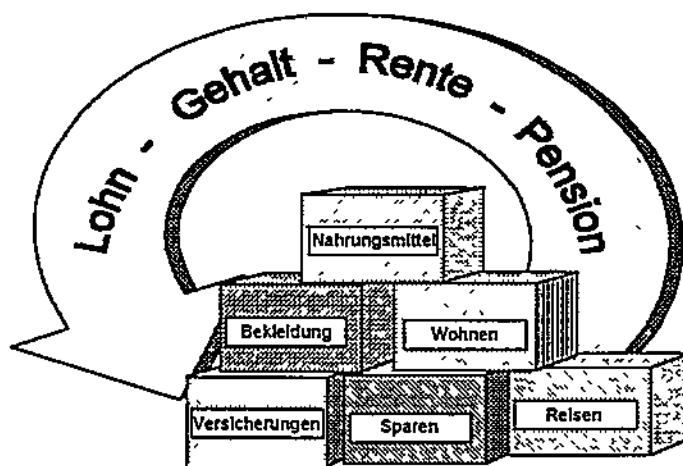 Lohn - Gehalt - Rente - Pension
Nahrungsmittel
Bekleidung
Wohnen
Versicherungen
Sparen
Reisen